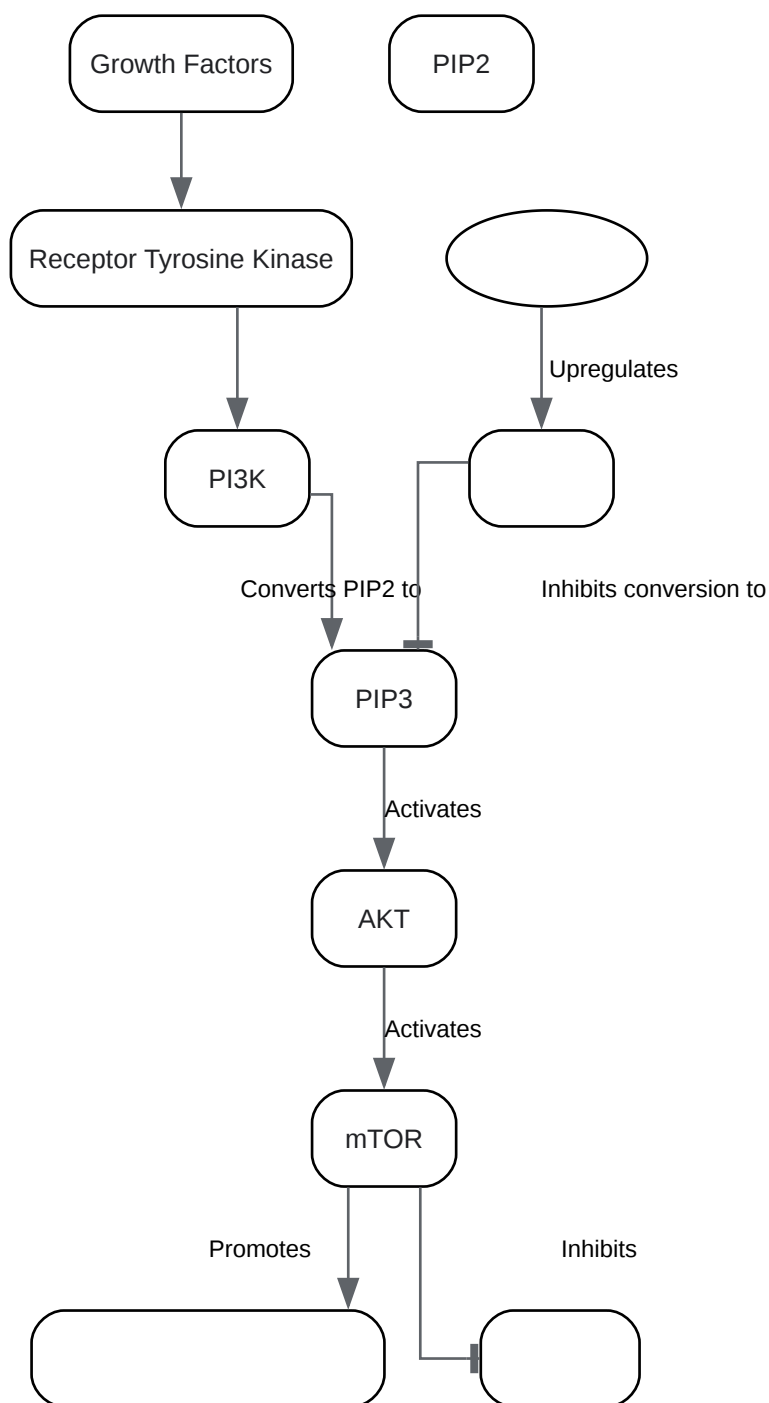 Growth Factors
PIP2
Receptor Tyrosine Kinase
Upregulates
PI3K
Converts PIP2 to
Inhibits conversion to
PIP3
Activates
AKT
Activates
mTOR
Promotes
Inhibits